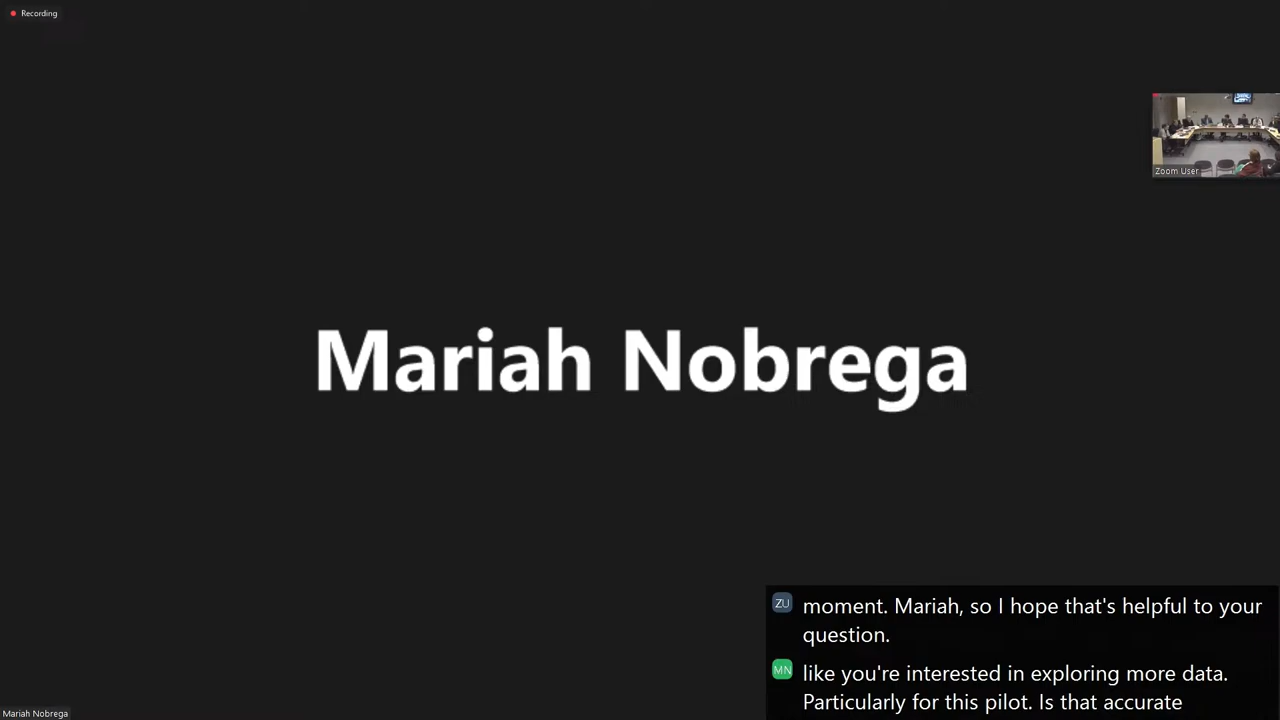 Recording
Zoom User
Mariah Nobrega
ZU
moment. Mariah, so I hope that's helpful to your
question.
MN
like you're interested in exploring more data.
Particularly for this pilot. Is that accurate
Mariah Nobrega